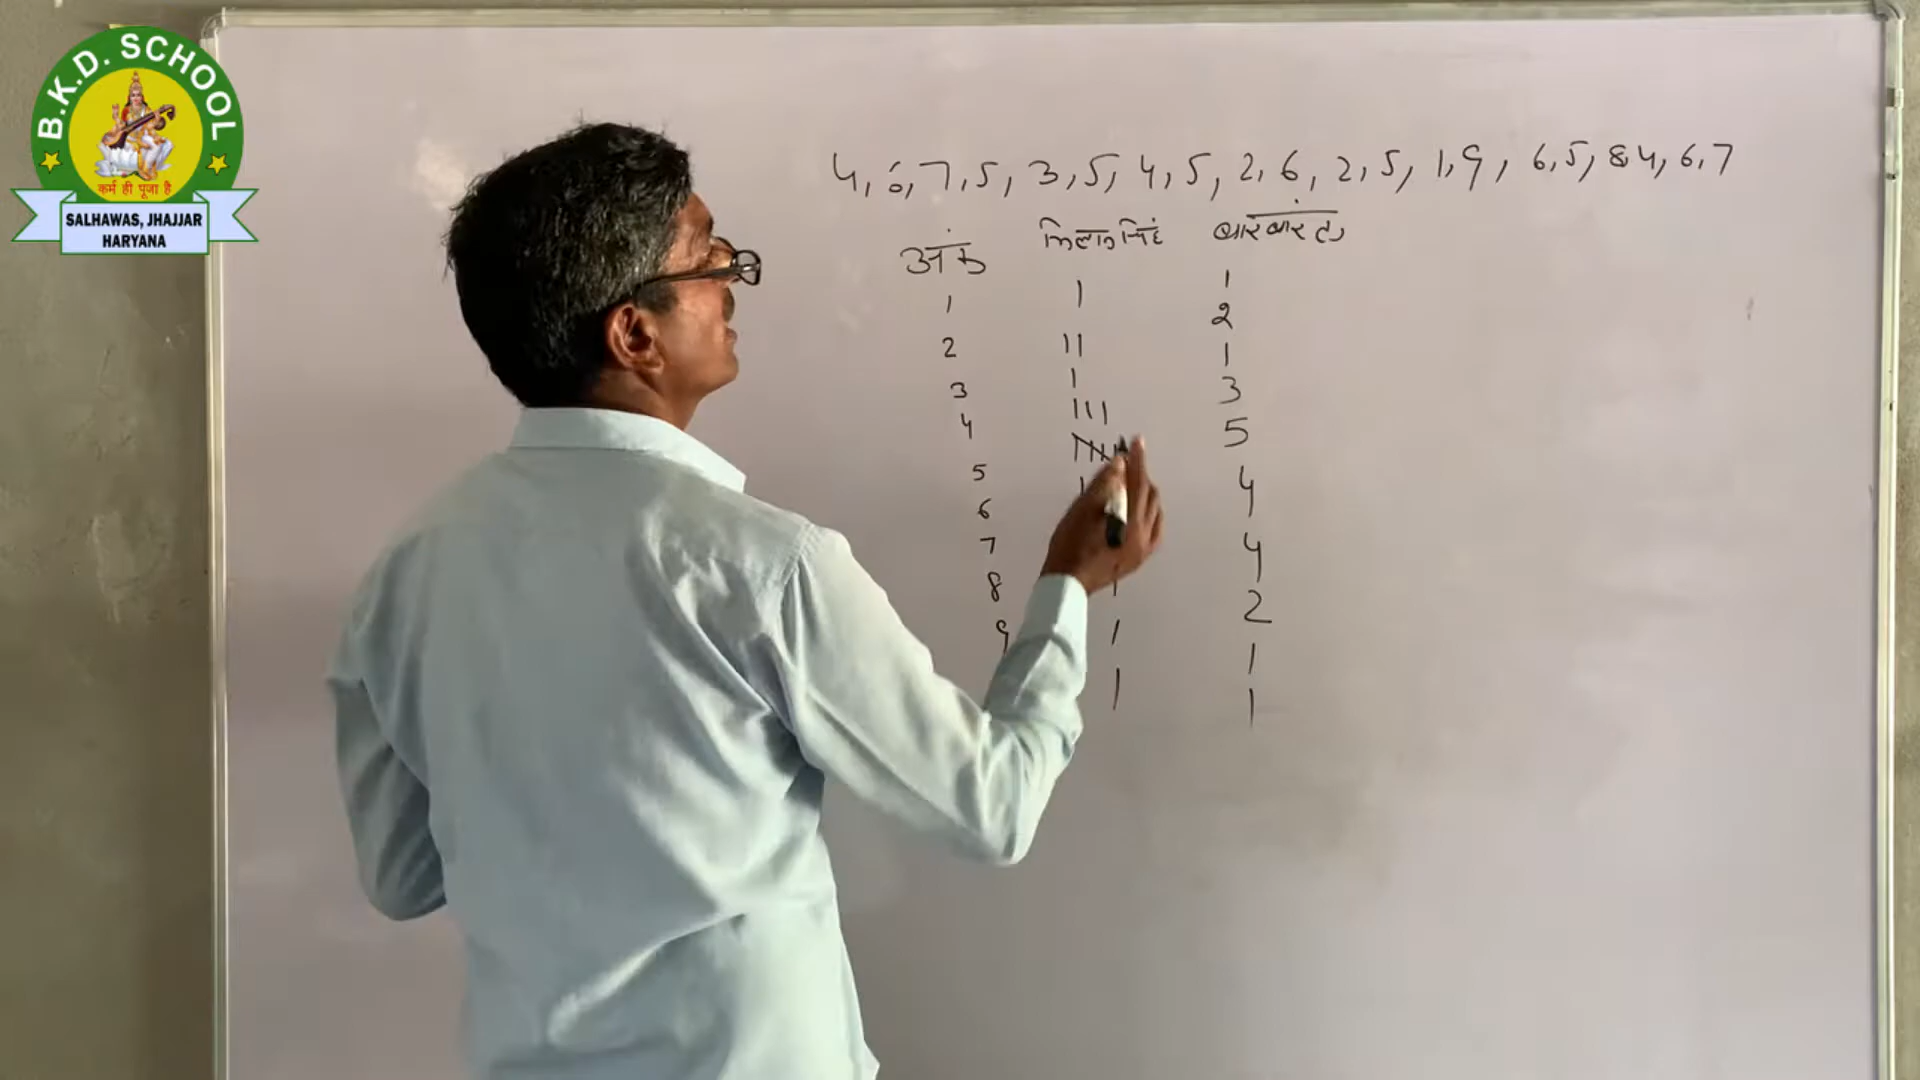 B.K.D. SCHOOL
कर्म ही पूजा है
SALHAWAS, JHAJJAR
HARYANA
4, 6, 7, 5, 3, 5, 4, 5, 2, 6, 2, 5, 1, 9, 6, 5, 8, 4, 6, 7
अंक मिलान चिंह बारंबारता
1 | 1
2 || 2
3 | 1
4 ||| 3
5 5
6 4
7 4
8 | 2
9 | 1
| 1